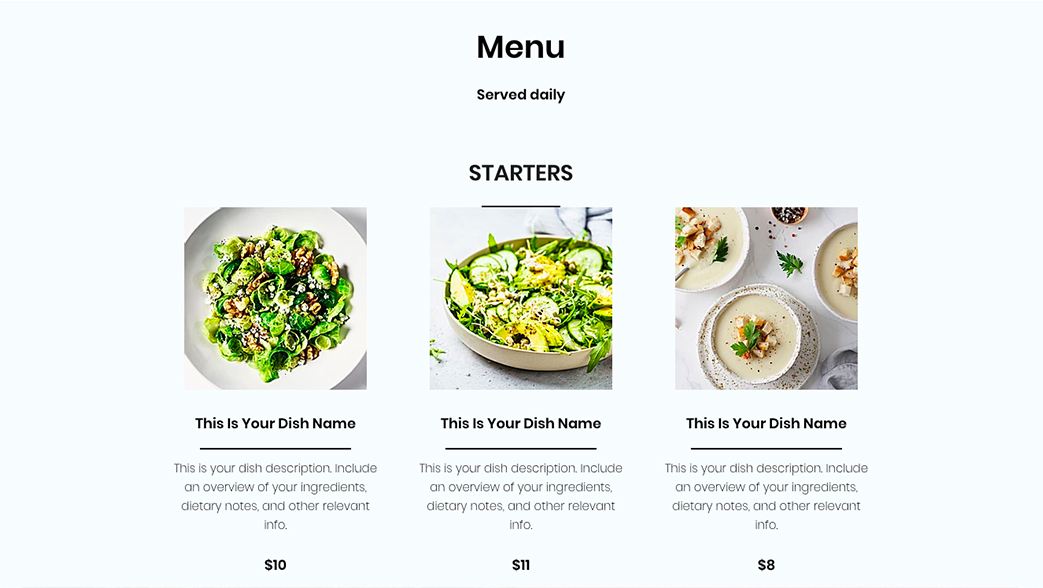 Menu
Served daily
STARTERS
This Is Your Dish Name
This is your dish description. Include
an overview of your ingredients,
dietary notes, and other relevant
info.
$10
This Is Your Dish Name
This is your dish description. Include
an overview of your ingredients,
dietary notes, and other relevant
info.
$11
This Is Your Dish Name
This is your dish description. Include
an overview of your ingredients,
dietary notes, and other relevant
info.
$8